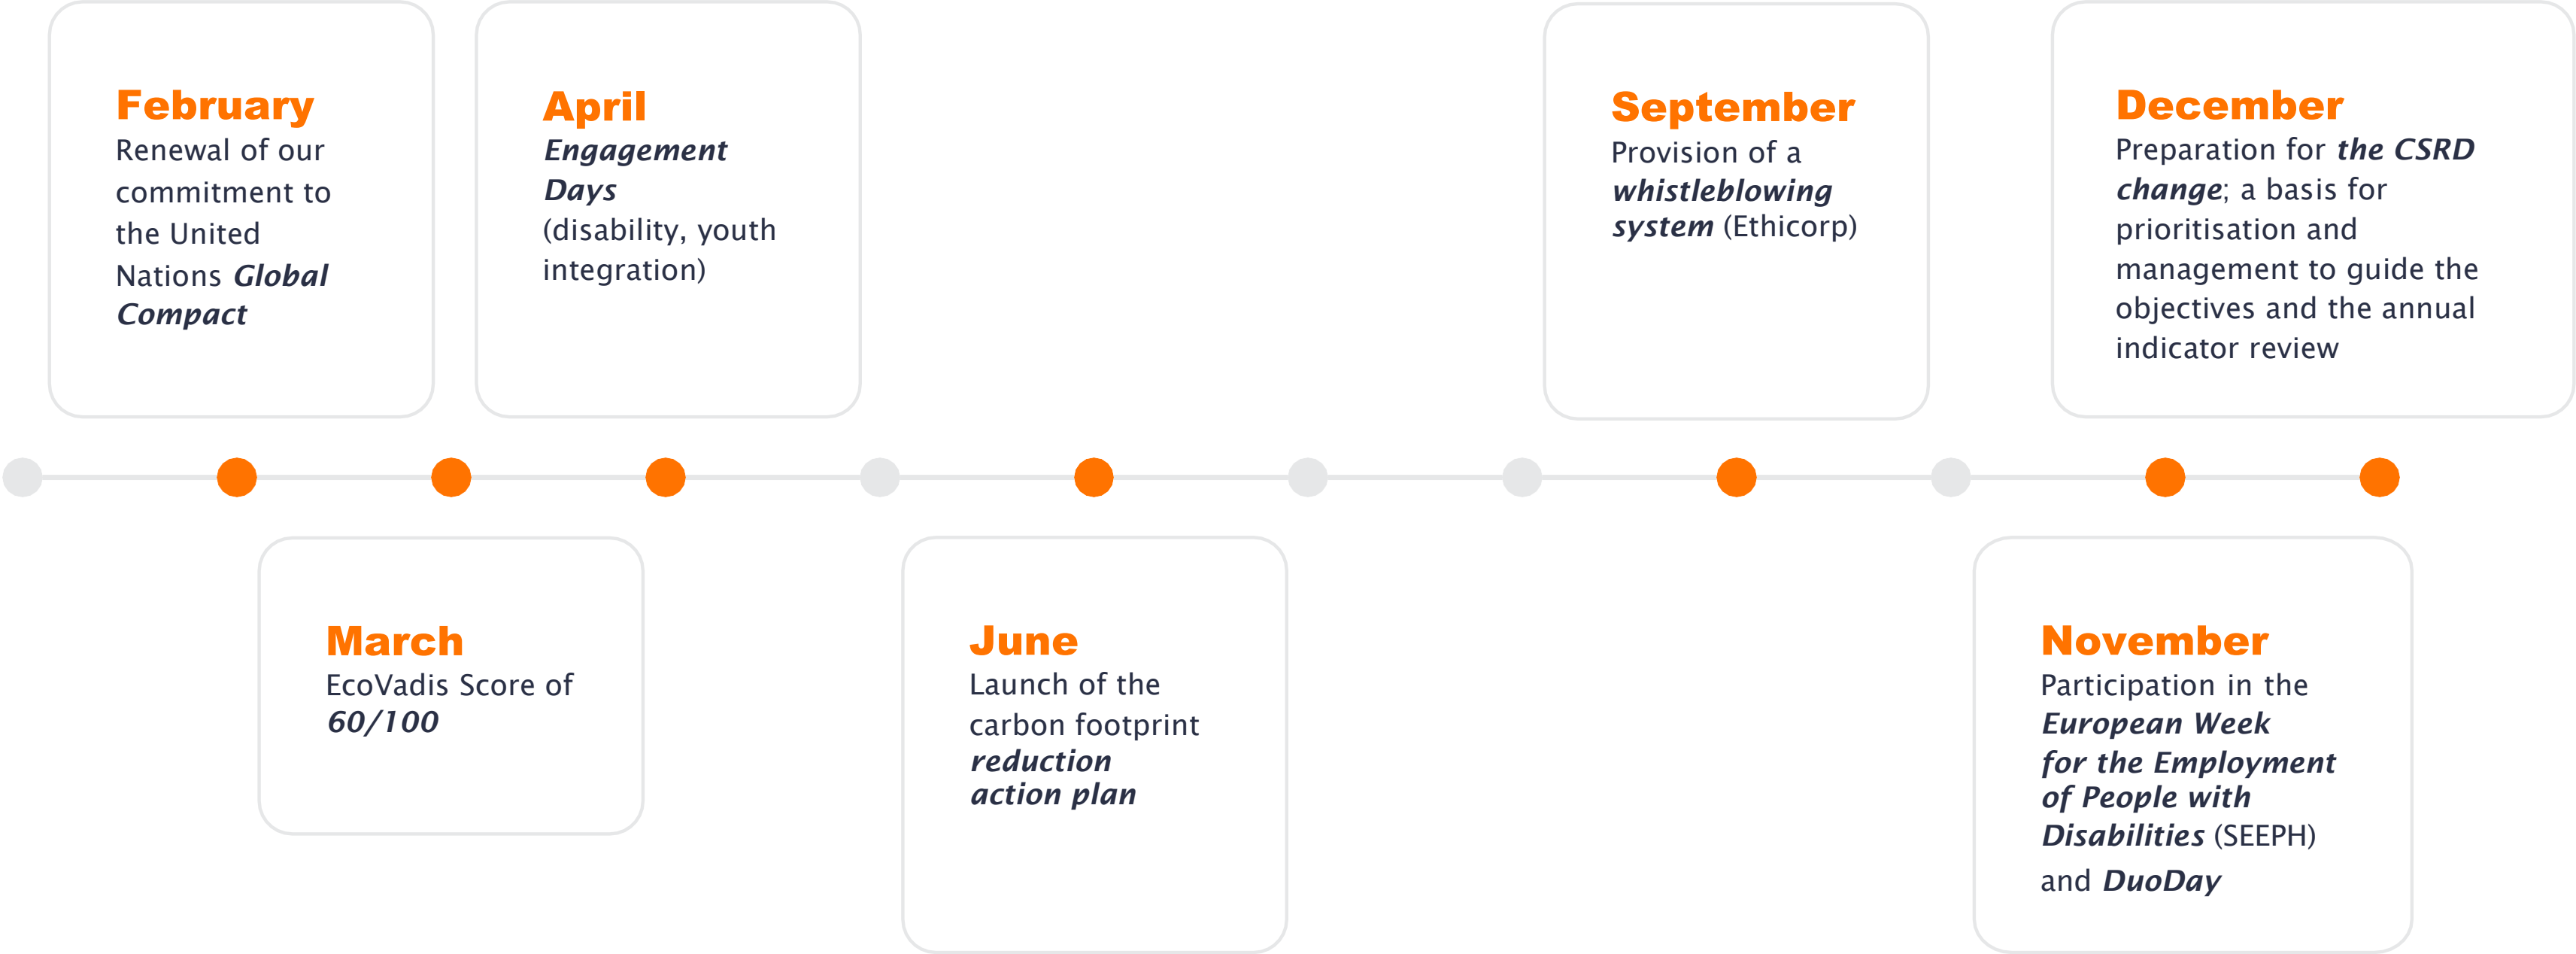 February
Renewal of our
commitment to
the United
Nations Global
Compact
April
Engagement
Days
(disability, youth
integration)
September
Provision of a
whistleblowing
system (Ethicorp)
December
Preparation for the CSRD
change; a basis for
prioritisation and
management to guide the
objectives and the annual
indicator review
March
EcoVadis Score of
60/100
June
Launch of the
carbon footprint
reduction
action plan
November
Participation in the
European Week
for the Employment
of People with
Disabilities (SEEPH)
and DuoDay